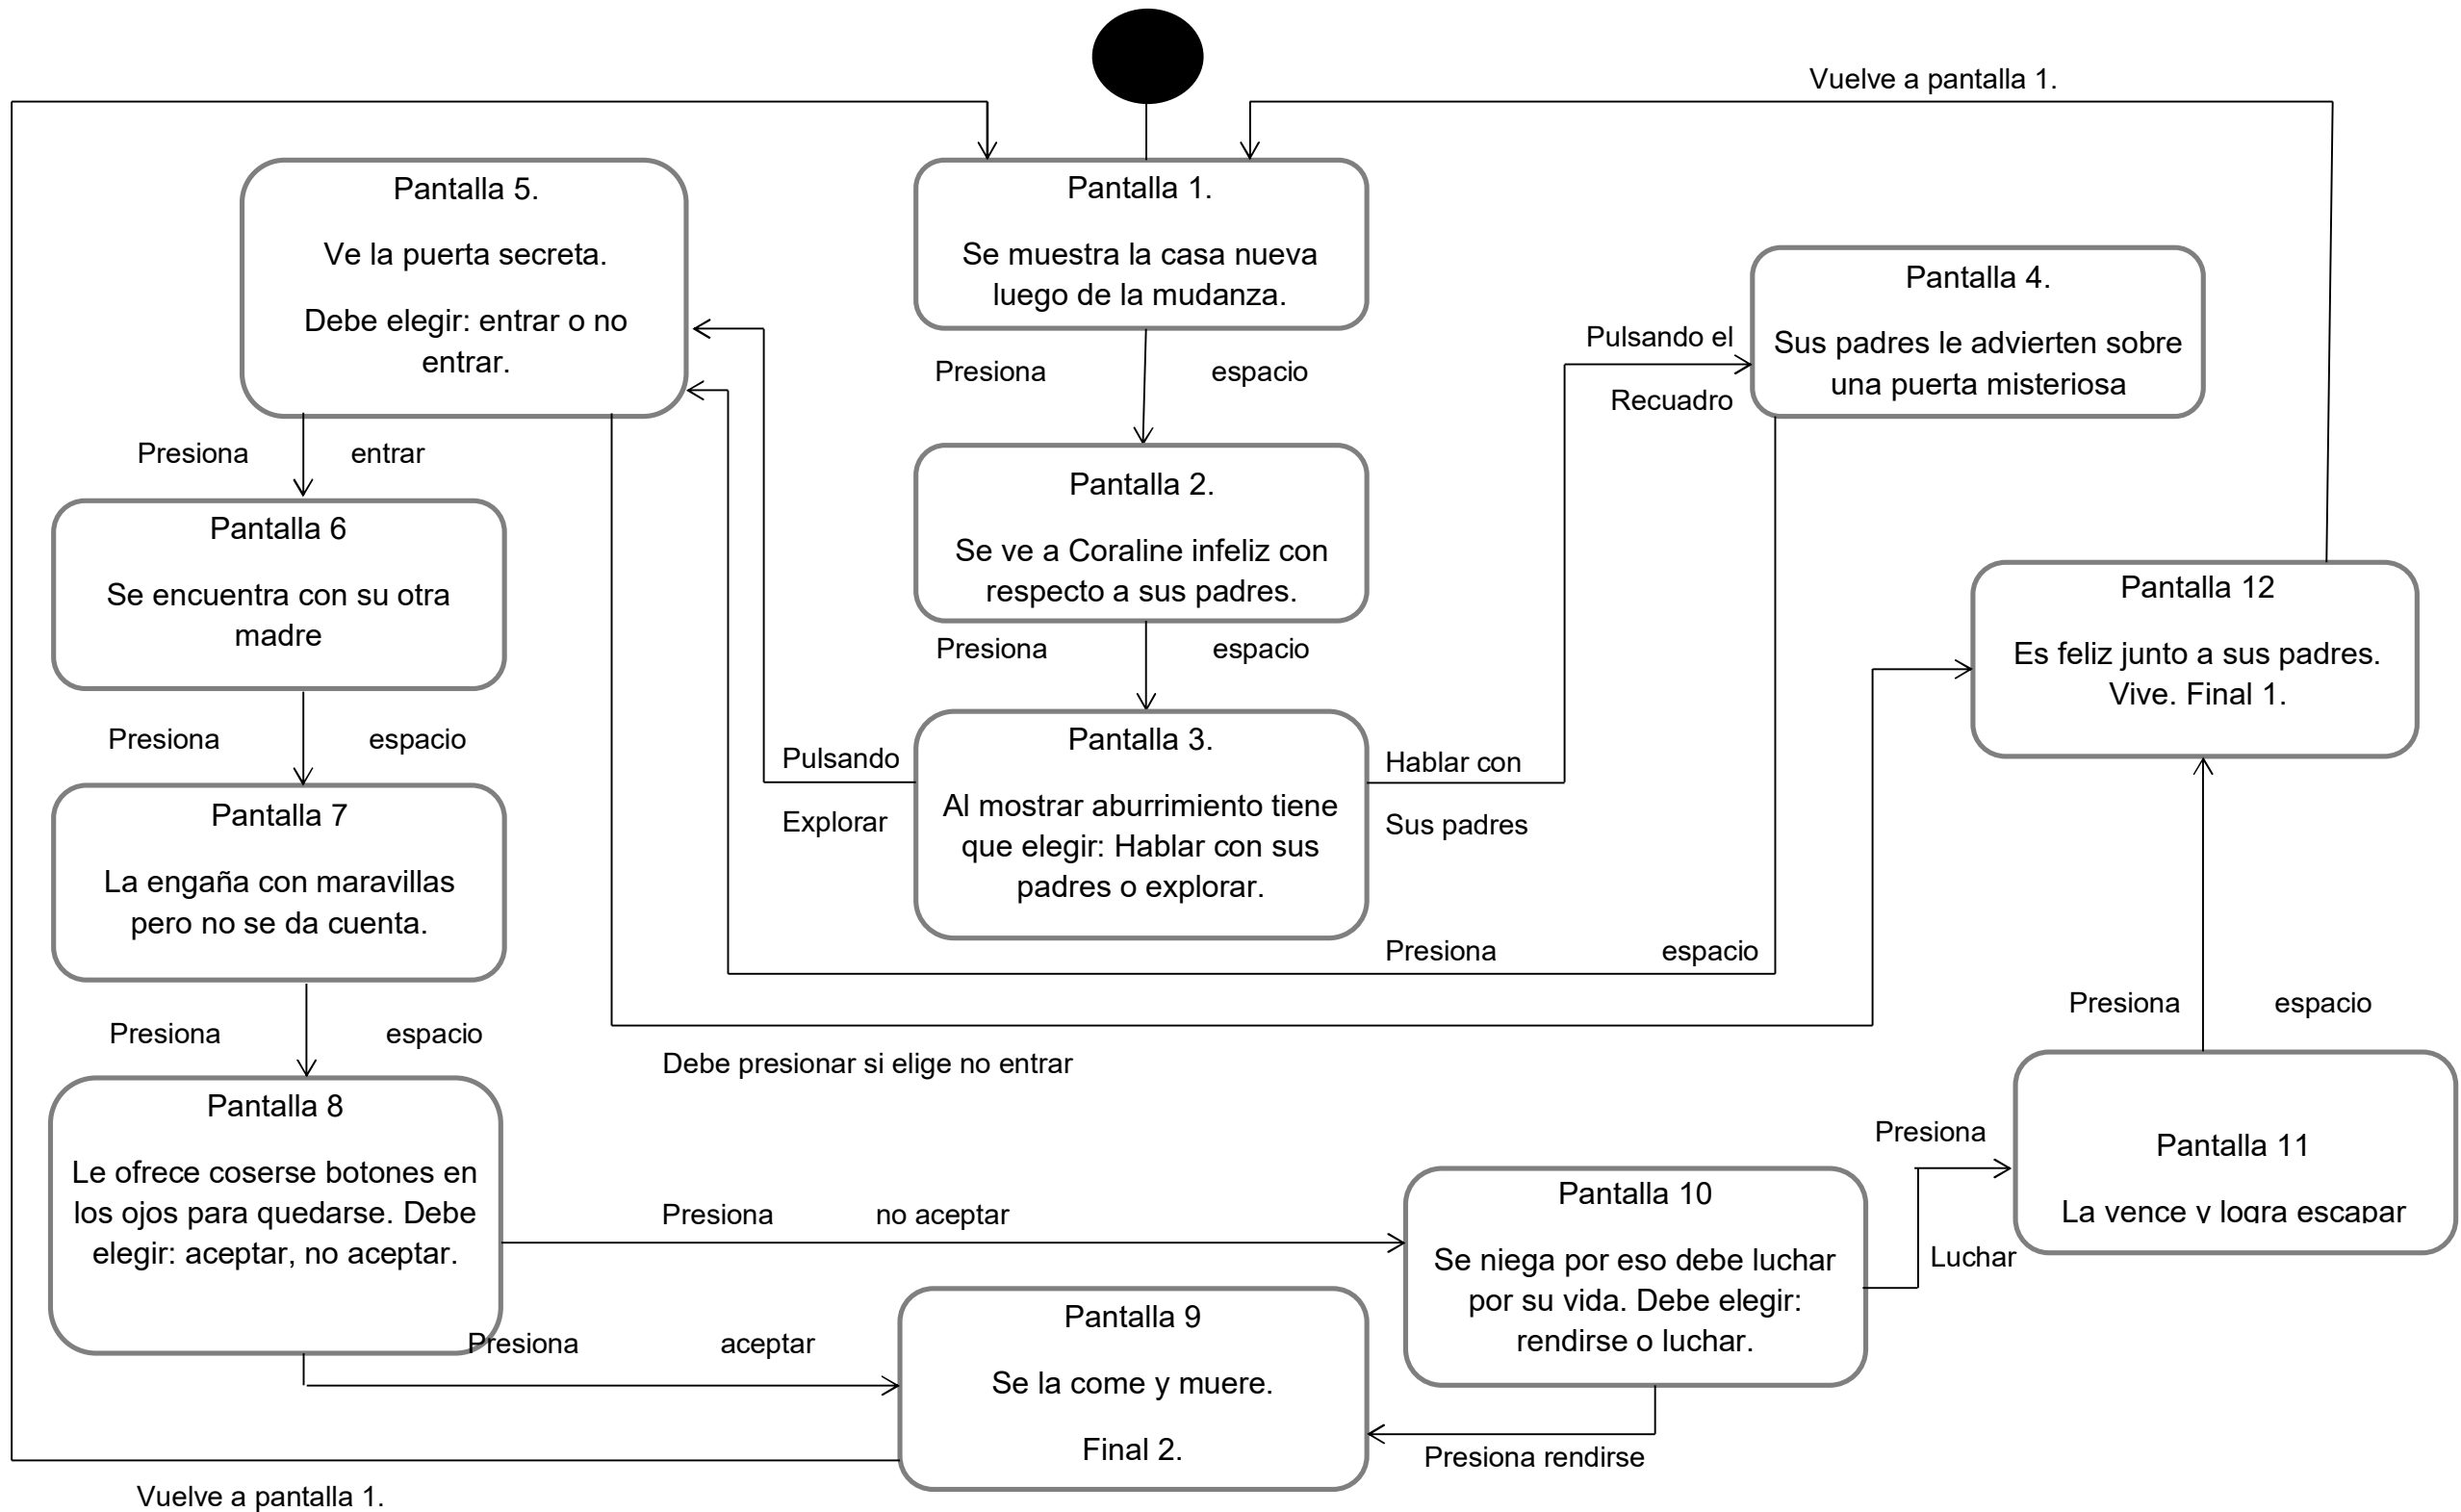 Vuelve a pantalla 1.
Pantalla 1.
Se muestra la casa nueva
luego de la mudanza.
Presiona espacio
Pantalla 2.
Se ve a Coraline infeliz con
respecto a sus padres.
Presiona espacio
Pantalla 3.
Al mostrar aburrimiento tiene
que elegir: Hablar con sus
padres o explorar.
Pulsando
Explorar
Hablar con
Sus padres
Pulsando el
Recuadro
Pantalla 4.
Sus padres le advierten sobre
una puerta misteriosa
Presiona espacio
Pantalla 5.
Ve la puerta secreta.
Debe elegir: entrar o no
entrar.
Presiona entrar
Pantalla 6
Se encuentra con su otra
madre
Presiona espacio
Pantalla 7
La engaña con maravillas
pero no se da cuenta.
Presiona espacio
Debe presionar si elige no entrar
Pantalla 8
Le ofrece coserse botones en
los ojos para quedarse. Debe
elegir: aceptar, no aceptar.
Presiona no aceptar
Presiona aceptar
Pantalla 9
Se la come y muere.
Final 2.
Vuelve a pantalla 1.
Pantalla 10
Se niega por eso debe luchar
por su vida. Debe elegir:
rendirse o luchar.
Presiona rendirse
Presiona
Luchar
Pantalla 11
La vence y logra escapar
Presiona espacio
Pantalla 12
Es feliz junto a sus padres.
Vive. Final 1.